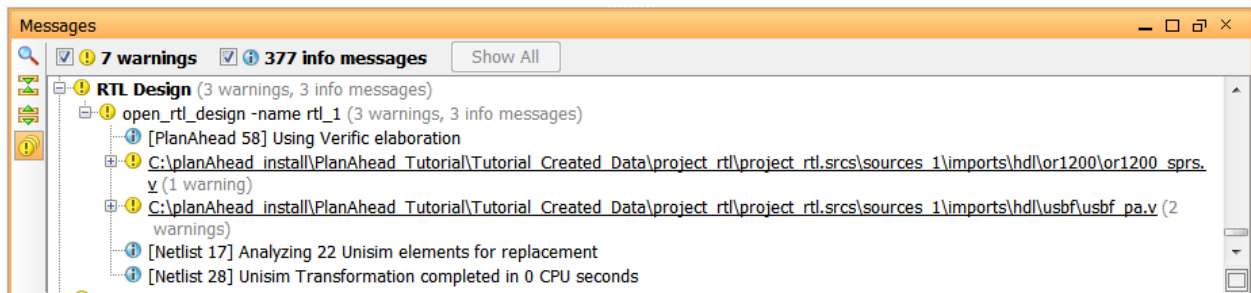 Messages
7 warnings 377 info messages Show All
RTL Design (3 warnings, 3 info messages)
open_rtl_design -name rtl_1 (3 warnings, 3 info messages)
[PlanAhead 58] Using Verific elaboration
C:\planAhead_install\PlanAhead_Tutorial\Tutorial_Created_Data\project_rtl\project_rtl.srcs\sources_1\imports\hdl\or1200\or1200_sprs.
v (1 warning)
C:\planAhead_install\PlanAhead_Tutorial\Tutorial_Created_Data\project_rtl\project_rtl.srcs\sources_1\imports\hdl\usbf\usbf_pa.v (2
warnings)
[Netlist 17] Analyzing 22 Unisim elements for replacement
[Netlist 28] Unisim Transformation completed in 0 CPU seconds